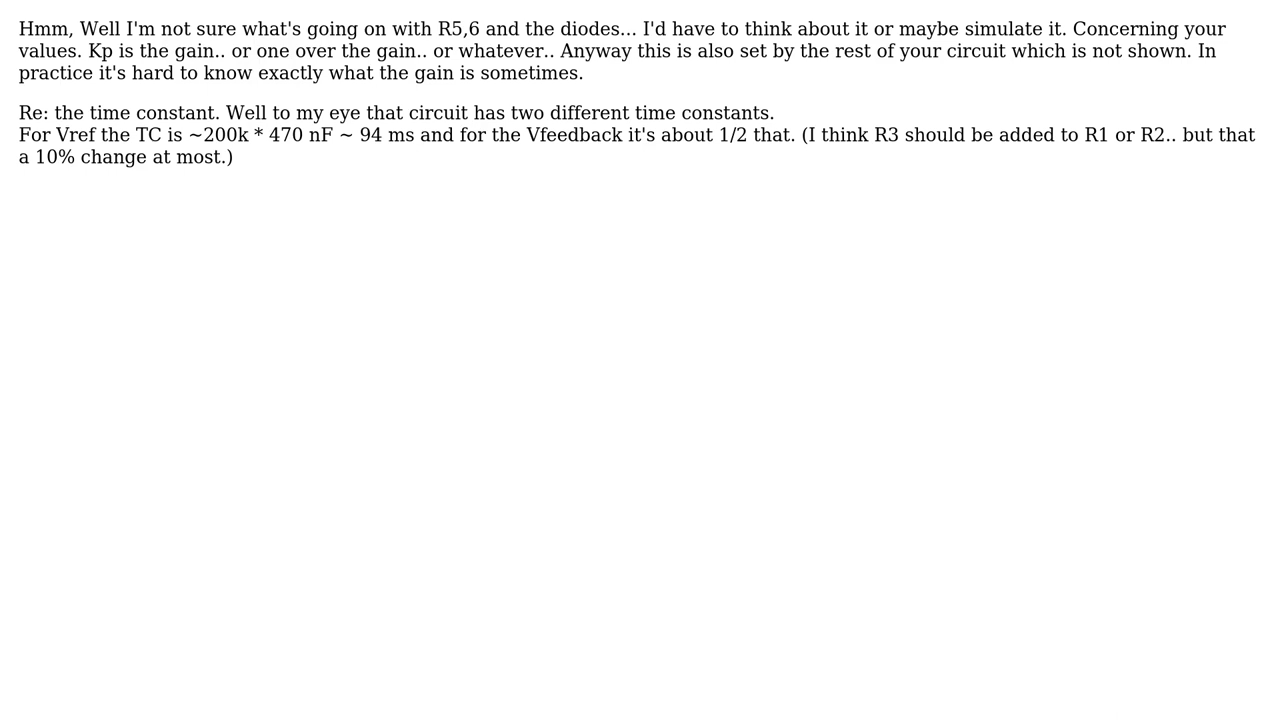 Hmm, Well I'm not sure what's going on with R5,6 and the diodes... I'd have to think about it or maybe simulate it. Concerning your
values. Kp is the gain.. or one over the gain.. or whatever.. Anyway this is also set by the rest of your circuit which is not shown. In
practice it's hard to know exactly what the gain is sometimes.
Re: the time constant. Well to my eye that circuit has two different time constants.
For Vref the TC is ~200k * 470 nF ~ 94 ms and for the Vfeedback it's about 1/2 that. (I think R3 should be added to R1 or R2.. but that
a 10% change at most.)